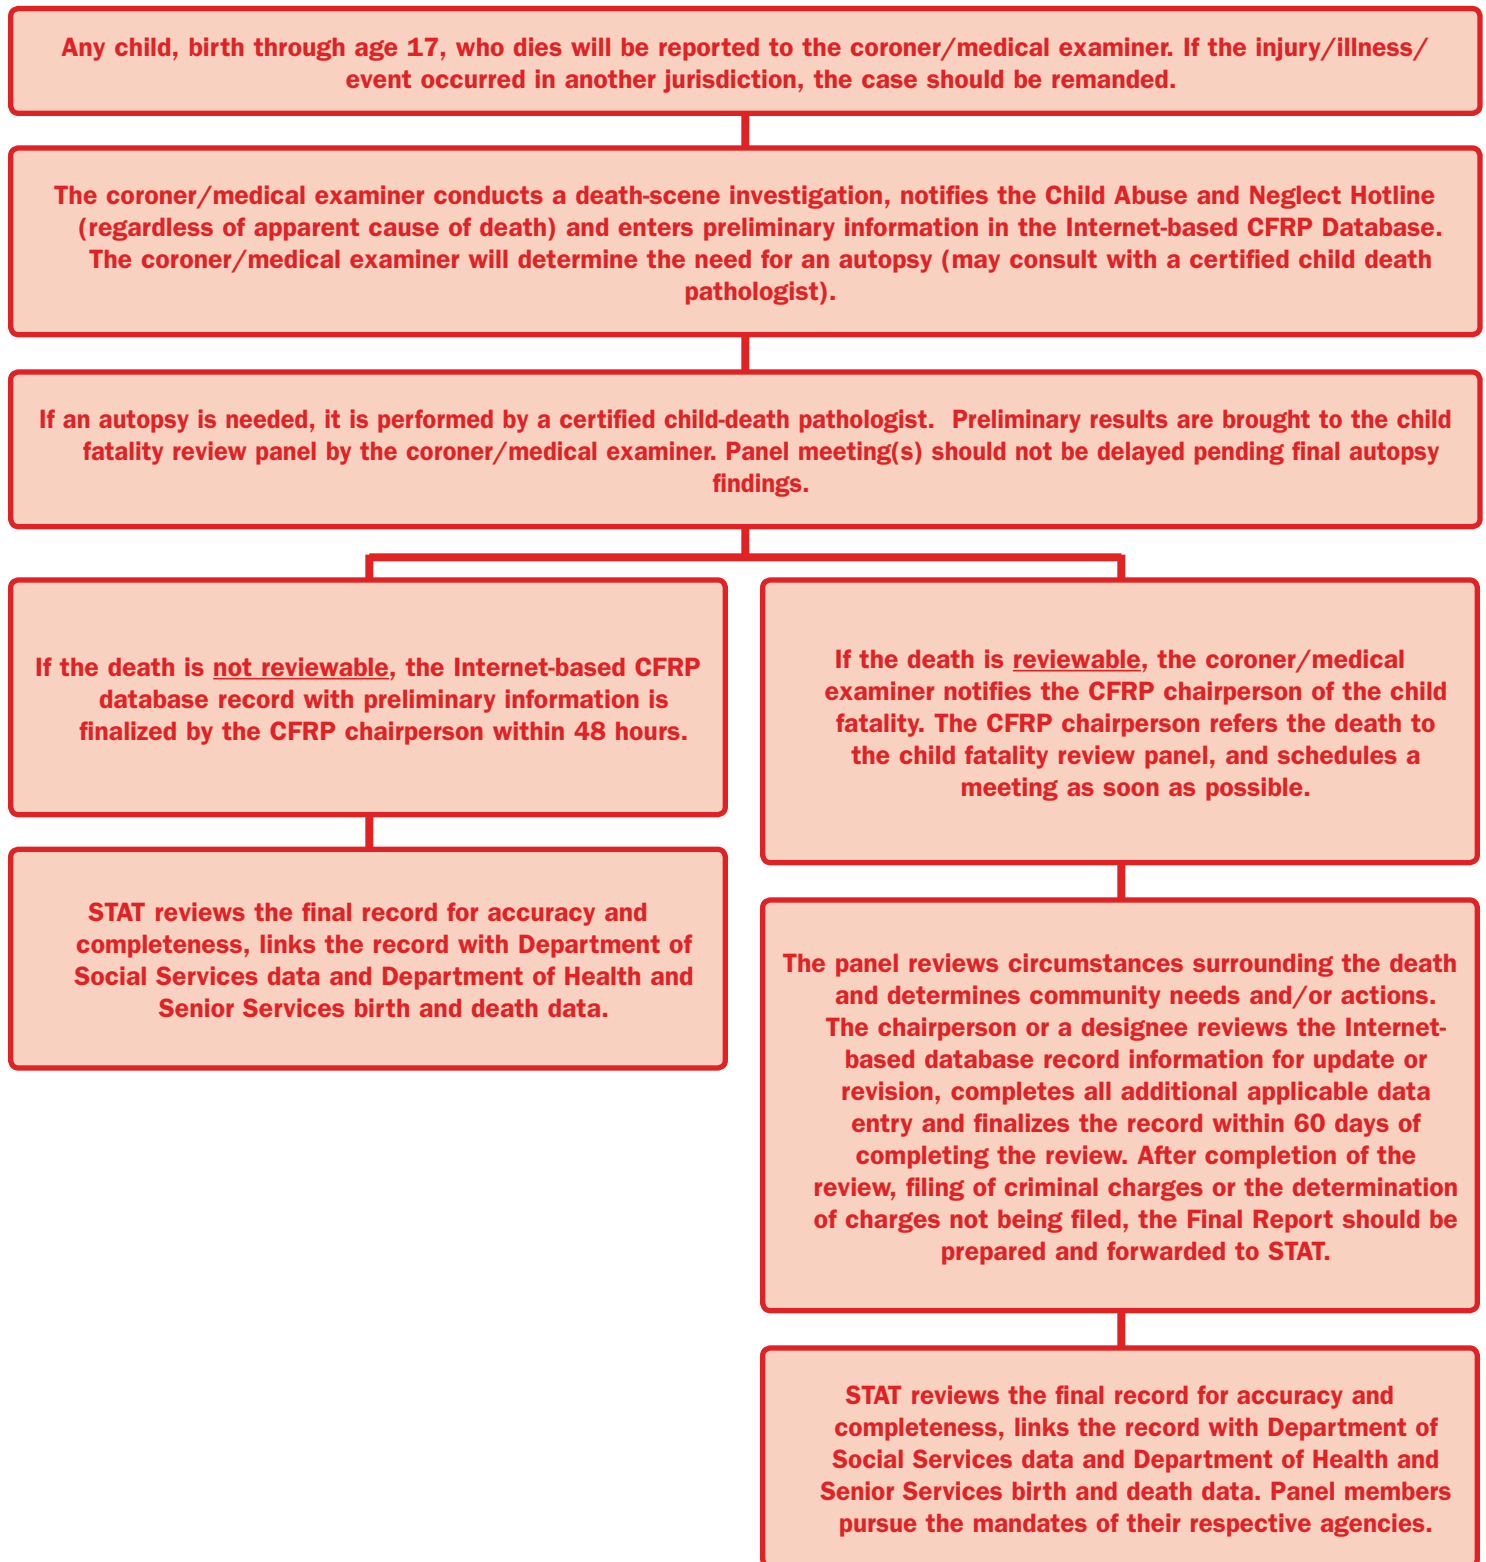 Any child, birth through age 17, who dies will be reported to the coroner/medical examiner. If the injury/illness/
event occurred in another jurisdiction, the case should be remanded.
The coroner/medical examiner conducts a death-scene investigation, notifies the Child Abuse and Neglect Hotline
(regardless of apparent cause of death) and enters preliminary information in the Internet-based CFRP Database.
The coroner/medical examiner will determine the need for an autopsy (may consult with a certified child death
pathologist).
If an autopsy is needed, it is performed by a certified child-death pathologist.  Preliminary results are brought to the child
fatality review panel by the coroner/medical examiner. Panel meeting(s) should not be delayed pending final autopsy
findings.
If the death is not reviewable, the Internet-based CFRP
database record with preliminary information is
finalized by the CFRP chairperson within 48 hours.
STAT reviews the final record for accuracy and
completeness, links the record with Department of
Social Services data and Department of Health and
Senior Services birth and death data.
If the death is reviewable, the coroner/medical
examiner notifies the CFRP chairperson of the child
fatality. The CFRP chairperson refers the death to
the child fatality review panel, and schedules a
meeting as soon as possible.
The panel reviews circumstances surrounding the death
and determines community needs and/or actions.
The chairperson or a designee reviews the Internet-
based database record information for update or
revision, completes all additional applicable data
entry and finalizes the record within 60 days of
completing the review. After completion of the
review, filing of criminal charges or the determination
of charges not being filed, the Final Report should be
prepared and forwarded to STAT.
STAT reviews the final record for accuracy and
completeness, links the record with Department of
Social Services data and Department of Health and
Senior Services birth and death data. Panel members
pursue the mandates of their respective agencies.